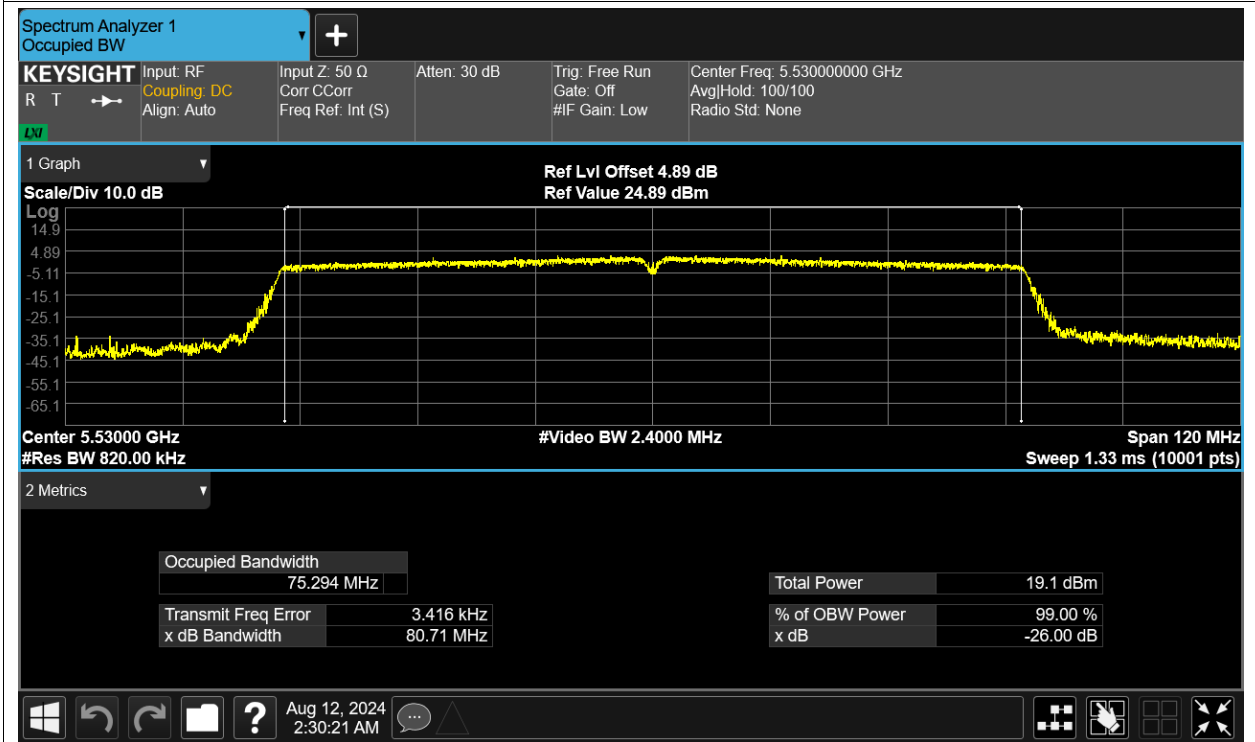 Spectrum Analyzer 1
Occupied BW
KEYSIGHT
R T
LXI
Input: RF
Coupling: DC
Align: Auto
Input Z: 50 Ω
Corr CCorr
Freq Ref: Int (S)
Atten: 30 dB
Trig: Free Run
Gate: Off
#IF Gain: Low
Center Freq: 5.530000000 GHz
Avg|Hold: 100/100
Radio Std: None
1 Graph
Scale/Div 10.0 dB
Ref Lvl Offset 4.89 dB
Ref Value 24.89 dBm
Log
14.9
4.89
-5.11
-15.1
-25.1
-35.1
-45.1
-55.1
-65.1
Center 5.53000 GHz
#Res BW 820.00 kHz
#Video BW 2.4000 MHz
Span 120 MHz
Sweep 1.33 ms (10001 pts)
2 Metrics
Occupied Bandwidth
75.294 MHz
Transmit Freq Error 3.416 kHz
x dB Bandwidth 80.71 MHz
Total Power 19.1 dBm
% of OBW Power 99.00 %
x dB -26.00 dB
?
Aug 12, 2024
2:30:21 AM